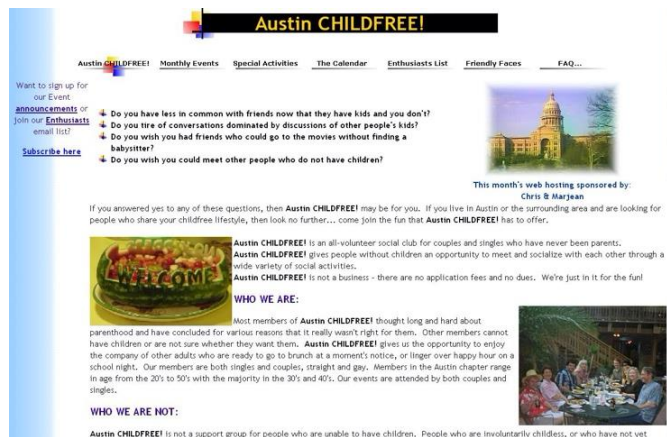 Austin CHILDFREE!
Austin CHILDFREE! Monthly Events Special Activities The Calendar Enthusiasts List Friendly Faces FAQ...
Want to sign up for
our Event
announcements or
join our Enthusiasts
email list?
Subscribe here
Do you have less in common with friends now that they have kids and you don't?
Do you tire of conversations dominated by discussions of other people's kids?
Do you wish you had friends who could go to the movies without finding a
babysitter?
Do you wish you could meet other people who do not have children?
This month's web hosting sponsored by:
Chris & Marjean
If you answered yes to any of these questions, then Austin CHILDFREE! may be for you. If you live in Austin or the surrounding area and are looking for
people who share your childfree lifestyle, then look no further... come join the fun that Austin CHILDFREE! has to offer.
WELCOME
Austin CHILDFREE! is an all-volunteer social club for couples and singles who have never been parents.
Austin CHILDFREE! gives people without children an opportunity to meet and socialize with each other through a
wide variety of social activities.
Austin CHILDFREE! is not a business - there are no application fees and no dues. We're just in it for the fun!
WHO WE ARE:
Most members of Austin CHILDFREE! thought long and hard about
parenthood and have concluded for various reasons that it really wasn't right for them. Other members cannot
have children or are not sure whether they want them. Austin CHILDFREE! gives us the opportunity to enjoy
the company of other adults who are ready to go to brunch at a moment's notice, or linger over happy hour on a
school night. Our members are both singles and couples, straight and gay. Members in the Austin chapter range
in age from the 20's to 50's with the majority in the 30's and 40's. Our events are attended by both couples and
singles.
WHO WE ARE NOT:
Austin CHILDFREE! is not a support group for people who are unable to have children. People who are involuntarily childless, or who have not yet